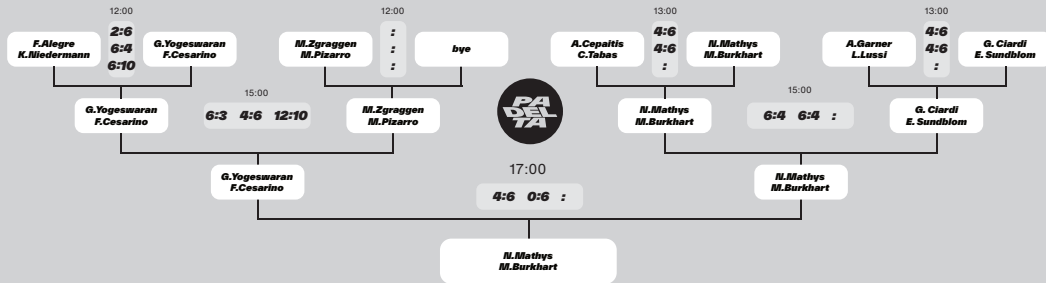 12:00
12:00
13:00
13:00
F.Alegre
K.Niedermann
2:6
6:4
6:10
G.Yogeswaran
F.Cesarino
M.Zgraggen
M.Pizarro
:
:
:
bye
A.Cepaitis
C.Tabas
4:6
4:6
:
N.Mathys
M.Burkhart
A.Garner
L.Lussi
4:6
4:6
:
G. Ciardi
E. Sundblom
G.Yogeswaran
F.Cesarino
15:00
6:3 4:6 12:10
M.Zgraggen
M.Pizarro
PA
DEL
TA
N.Mathys
M.Burkhart
15:00
6:4 6:4 :
G. Ciardi
E. Sundblom
G.Yogeswaran
F.Cesarino
17:00
4:6 0:6 :
N.Mathys
M.Burkhart
N.Mathys
M.Burkhart